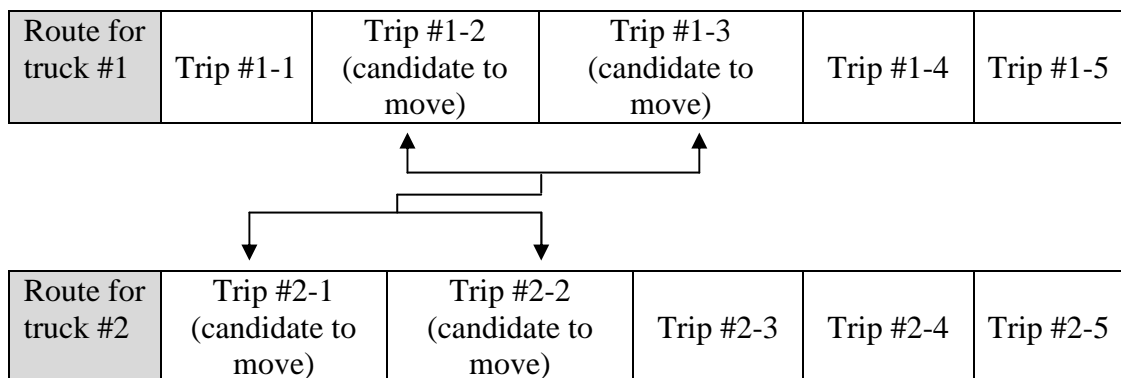 Route for
truck #1
Trip #1-1
Trip #1-2
(candidate to
move)
Trip #1-3
(candidate to
move)
Trip #1-4
Trip #1-5
Route for
truck #2
Trip #2-1
(candidate to
move)
Trip #2-2
(candidate to
move)
Trip #2-3
Trip #2-4
Trip #2-5